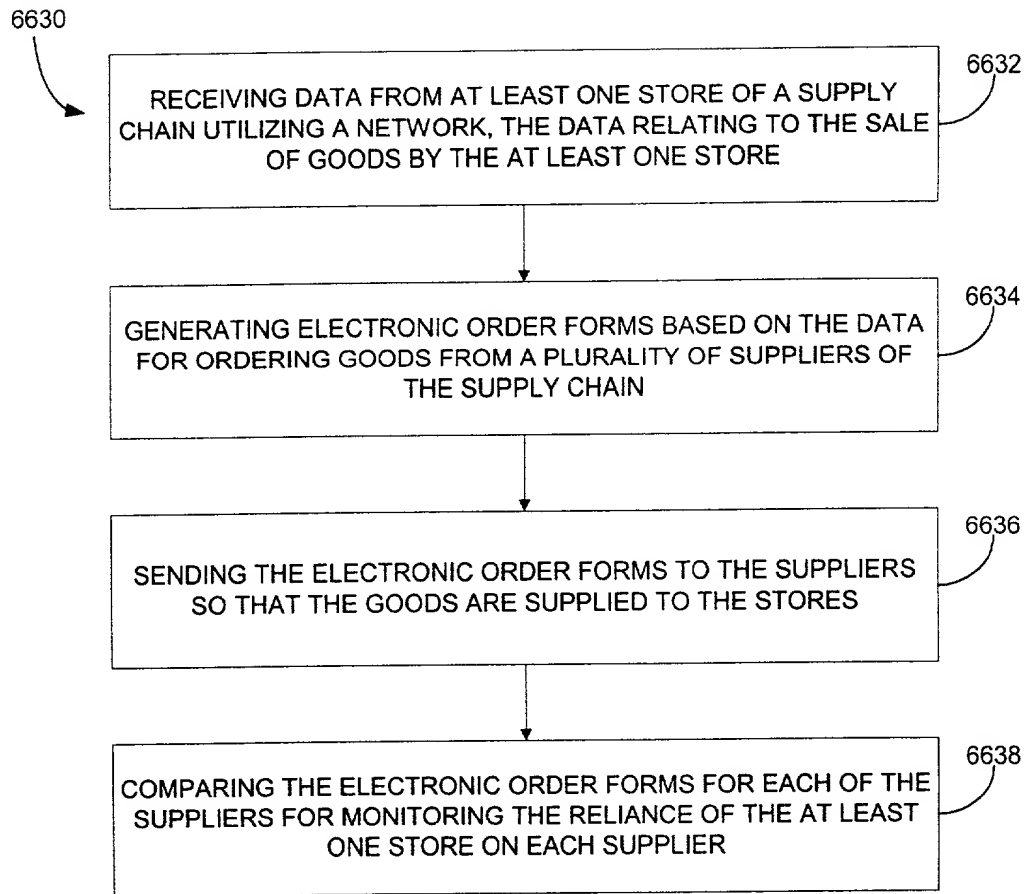 6630
6632
RECEIVING DATA FROM AT LEAST ONE STORE OF A SUPPLY
CHAIN UTILIZING A NETWORK, THE DATA RELATING TO THE SALE
OF GOODS BY THE AT LEAST ONE STORE
6634
GENERATING ELECTRONIC ORDER FORMS BASED ON THE DATA
FOR ORDERING GOODS FROM A PLURALITY OF SUPPLIERS OF
THE SUPPLY CHAIN
6636
SENDING THE ELECTRONIC ORDER FORMS TO THE SUPPLIERS
SO THAT THE GOODS ARE SUPPLIED TO THE STORES
6638
COMPARING THE ELECTRONIC ORDER FORMS FOR EACH OF THE
SUPPLIERS FOR MONITORING THE RELIANCE OF THE AT LEAST
ONE STORE ON EACH SUPPLIER